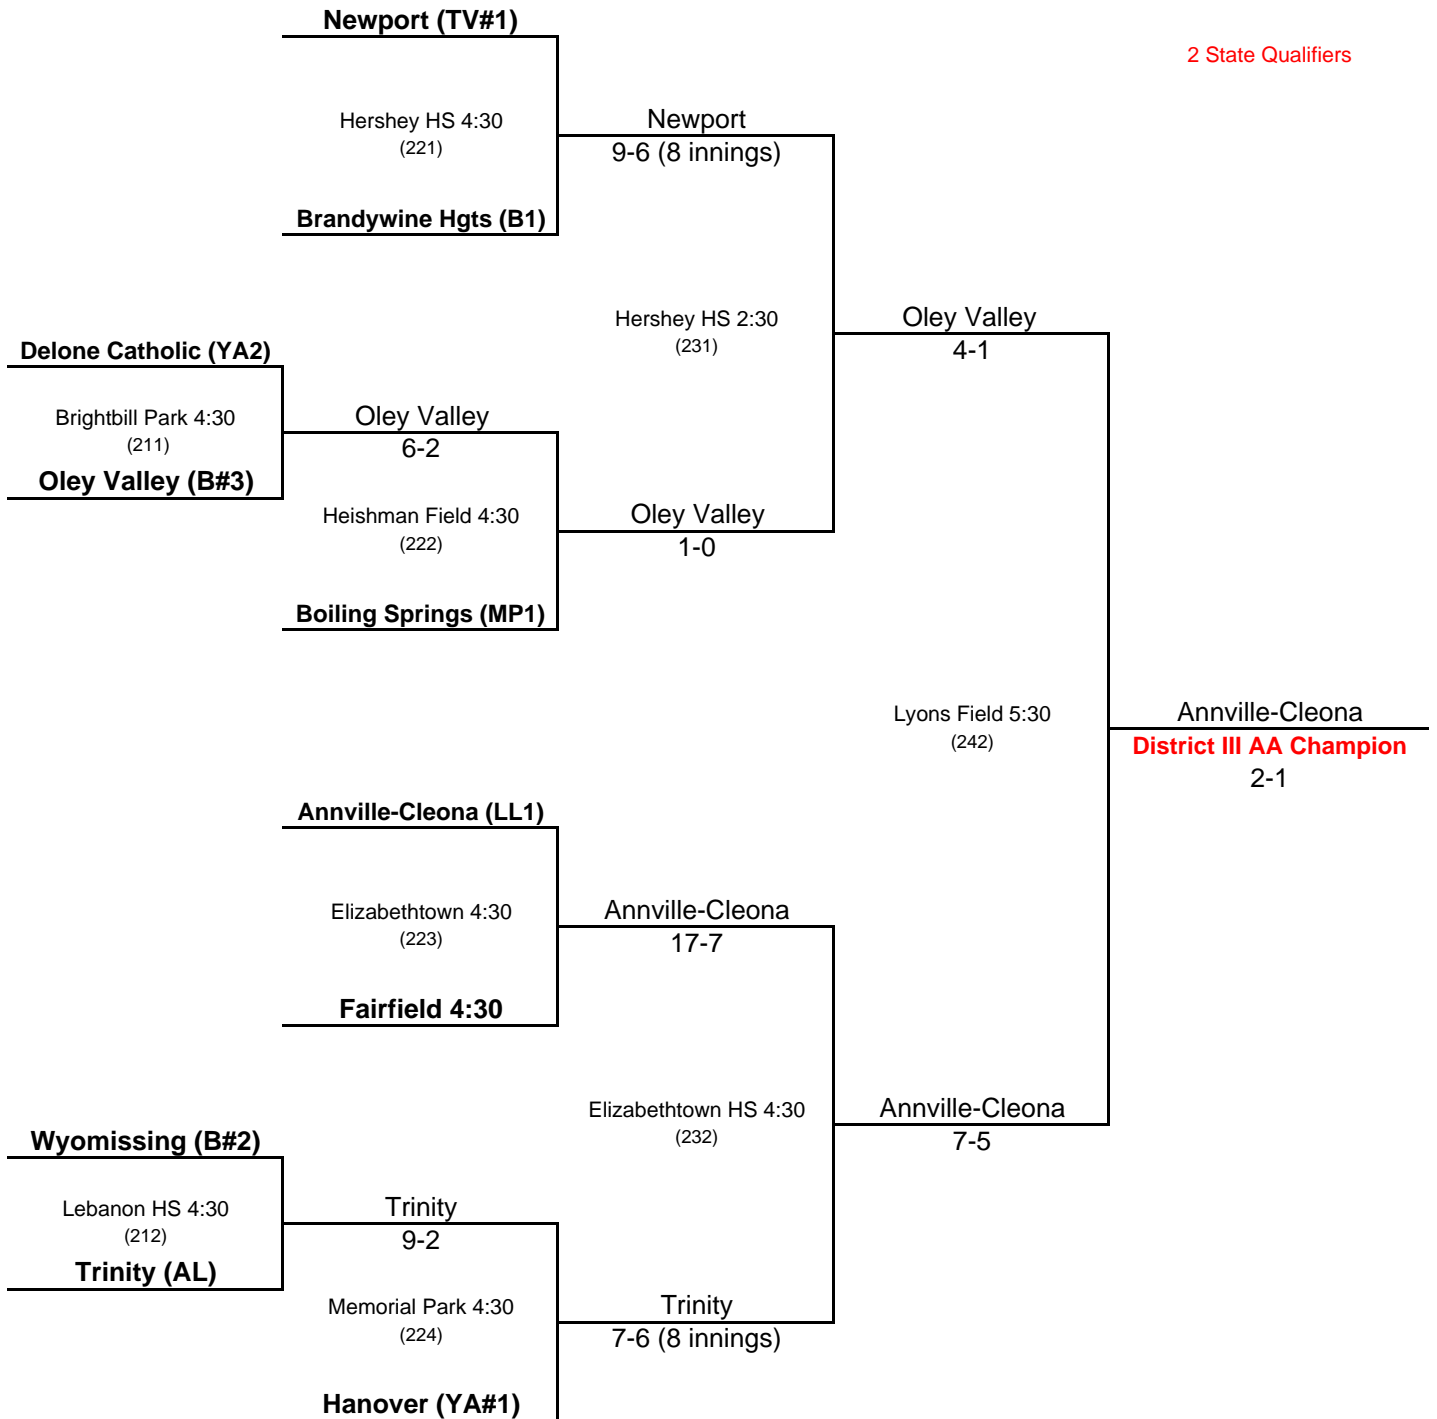 Newport (TV#1)
2 State Qualifiers
Hershey HS 4:30
(221)
Newport
9-6 (8 innings)
Brandywine Hgts (B1)
Hershey HS 2:30
(231)
Oley Valley
4-1
Delone Catholic (YA2)
Brightbill Park 4:30
(211)
Oley Valley (B#3)
Oley Valley
6-2
Heishman Field 4:30
(222)
Oley Valley
1-0
Boiling Springs (MP1)
Lyons Field 5:30
(242)
Annville-Cleona
District III AA Champion
2-1
Annville-Cleona (LL1)
Elizabethtown 4:30
(223)
Annville-Cleona
17-7
Fairfield 4:30
Elizabethtown HS 4:30
(232)
Annville-Cleona
7-5
Wyomissing (B#2)
Lebanon HS 4:30
(212)
Trinity (AL)
Trinity
9-2
Memorial Park 4:30
(224)
Trinity
7-6 (8 innings)
Hanover (YA#1)